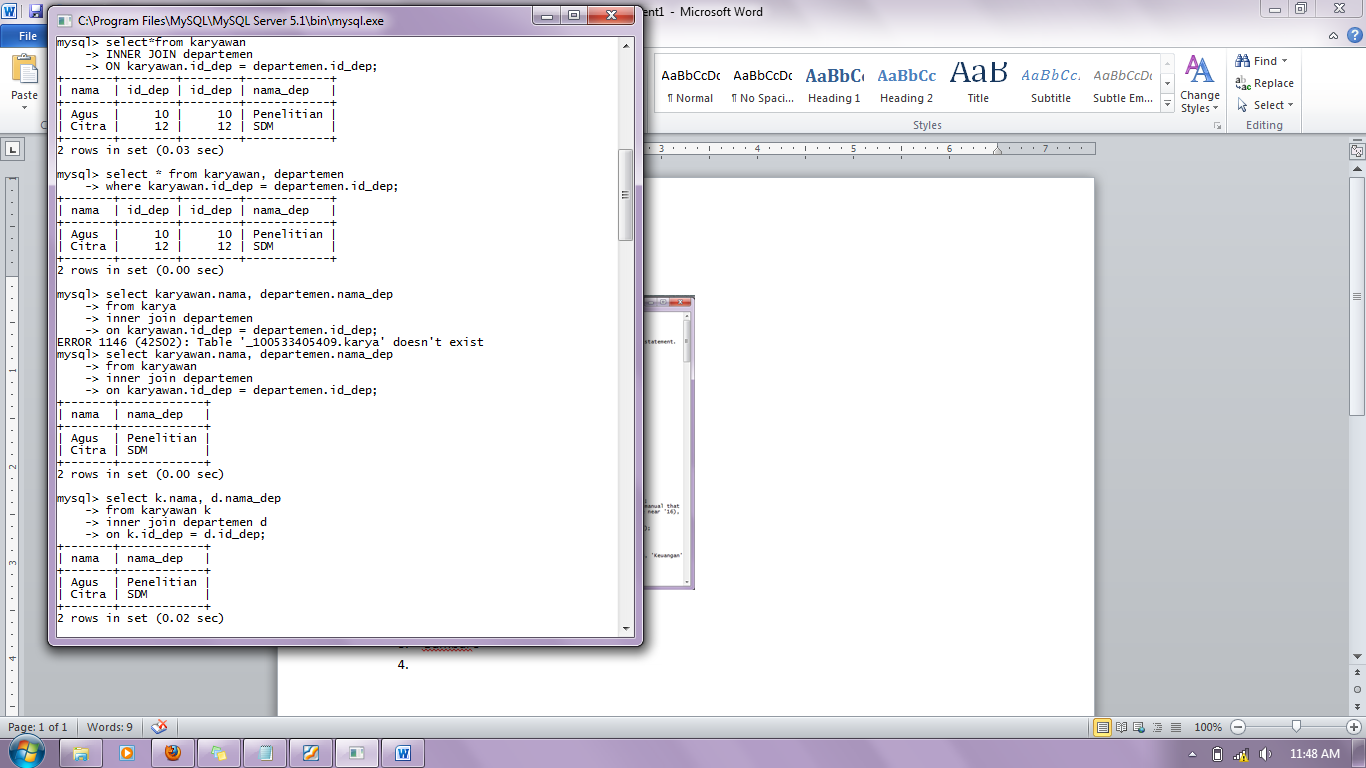 C:\Program Files\MySQL\MySQL Server 5.1\bin\mysql.exe
ent1 - Microsoft Word
File
Paste
AaBbCcDc AaBbCcDc AaBbCc AaBbCc AaB AaBbCc. AaBbCcDc
¶ Normal ¶ No Spaci... Heading 1 Heading 2 Title Subtitle Subtle Em...
Change
Styles
Find
Replace
Select
Styles
Editing
3 4 5 6 7
mysql> select*from karyawan
-> INNER JOIN departemen
-> ON karyawan.id_dep = departemen.id_dep;
+-------+--------+--------+-------------+
| nama | id_dep | id_dep | nama_dep |
+-------+--------+--------+-------------+
| Agus | 10 | 10 | Penelitian |
| Citra | 12 | 12 | SDM |
+-------+--------+--------+-------------+
2 rows in set (0.03 sec)
mysql> select * from karyawan, departemen
-> where karyawan.id_dep = departemen.id_dep;
+-------+--------+--------+-------------+
| nama | id_dep | id_dep | nama_dep |
+-------+--------+--------+-------------+
| Agus | 10 | 10 | Penelitian |
| Citra | 12 | 12 | SDM |
+-------+--------+--------+-------------+
2 rows in set (0.00 sec)
mysql> select karyawan.nama, departemen.nama_dep
-> from karya
-> inner join departemen
-> on karyawan.id_dep = departemen.id_dep;
ERROR 1146 (42S02): Table '_100533405409.karya' doesn't exist
mysql> select karyawan.nama, departemen.nama_dep
-> from karyawan
-> inner join departemen
-> on karyawan.id_dep = departemen.id_dep;
+-------+-------------+
| nama | nama_dep |
+-------+-------------+
| Agus | Penelitian |
| Citra | SDM |
+-------+-------------+
2 rows in set (0.00 sec)
mysql> select k.nama, d.nama_dep
-> from karyawan k
-> inner join departemen d
-> on k.id_dep = d.id_dep;
+-------+-------------+
| nama | nama_dep |
+-------+-------------+
| Agus | Penelitian |
| Citra | SDM |
+-------+-------------+
2 rows in set (0.02 sec)
statement.
manual that
near '16),
, 'Keuangan'
1
2
3
4
4.
Page: 1 of 1 Words: 9 100%
11:48 AM